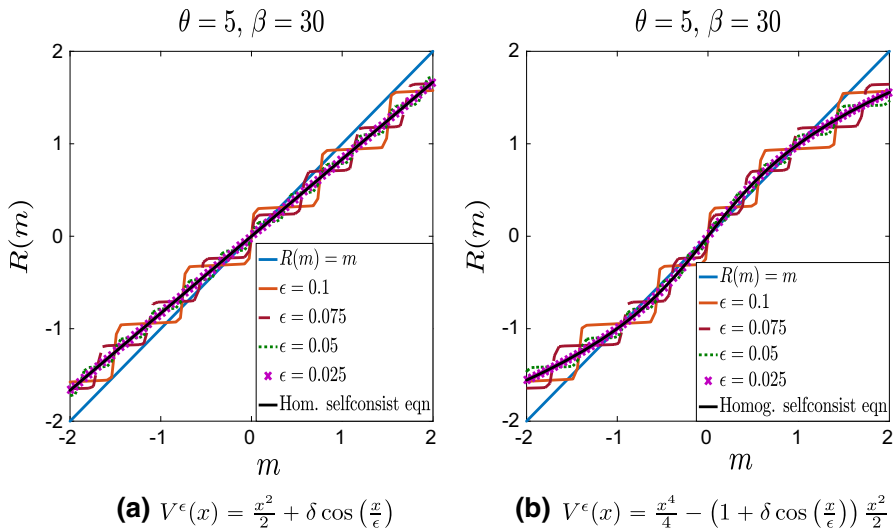 θ = 5, β = 30
2
1
0
-1
-2
-2
-1
0
1
2
R(m)
m
R(m) = m
ϵ = 0.1
ϵ = 0.075
ϵ = 0.05
ϵ = 0.025
Hom. selfconsist eqn
(a) V^ϵ(x) = x²/2 + δ cos (x/ϵ)
θ = 5, β = 30
2
1
0
-1
-2
-2
-1
0
1
2
R(m)
m
R(m) = m
ϵ = 0.1
ϵ = 0.075
ϵ = 0.05
ϵ = 0.025
Homog. selfconsist eqn
(b) V^ϵ(x) = x⁴/4 − (1 + δ cos (x/ϵ)) x²/2